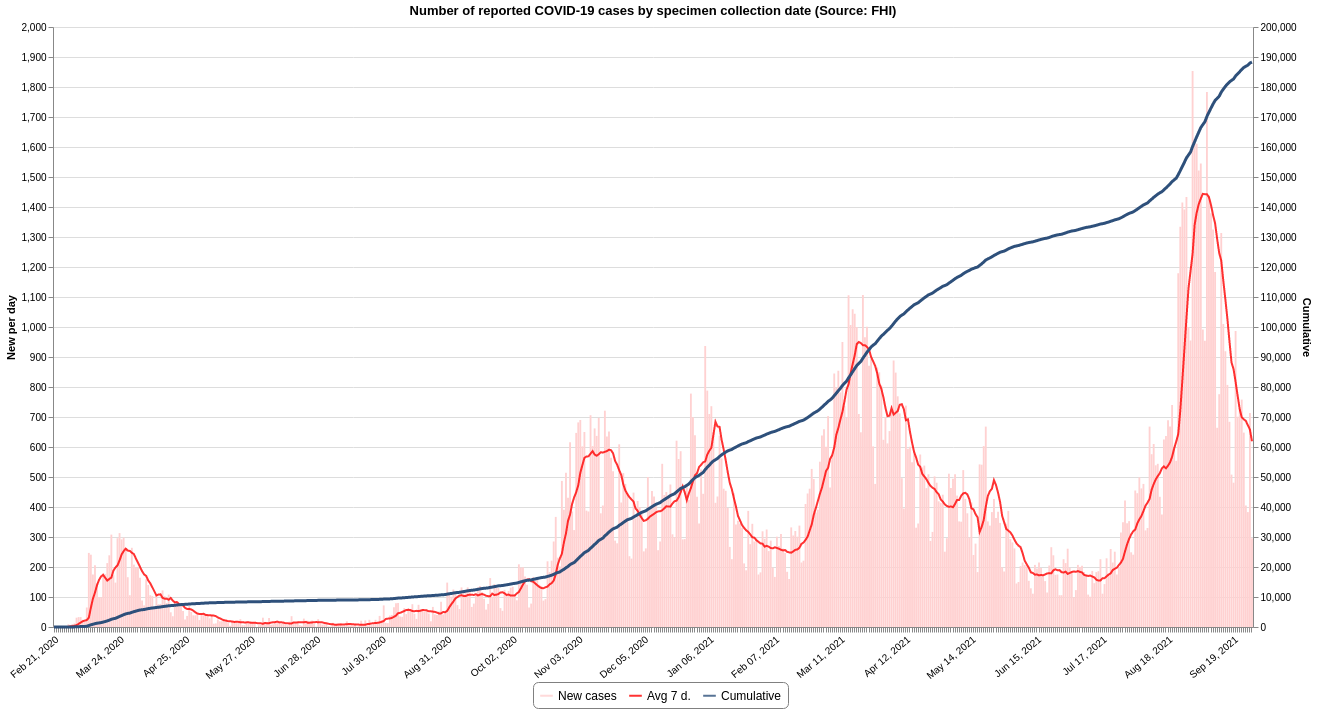 Number of reported COVID-19 cases by specimen collection date (Source: FHI)
New per day
2,000
1,900
1,800
1,700
1,600
1,500
1,400
1,300
1,200
1,100
1,000
900
800
700
600
500
400
300
200
100
0
200,000
190,000
180,000
170,000
160,000
150,000
140,000
130,000
120,000
110,000
100,000
90,000
80,000
70,000
60,000
50,000
40,000
30,000
20,000
10,000
0
Cumulative
Feb 21, 2020
Mar 24, 2020
Apr 25, 2020
May 27, 2020
Jun 28, 2020
Jul 30, 2020
Aug 31, 2020
Oct 02, 2020
Nov 03, 2020
Dec 05, 2020
Jan 06, 2021
Feb 07, 2021
Mar 11, 2021
Apr 12, 2021
May 14, 2021
Jun 15, 2021
Jul 17, 2021
Aug 18, 2021
Sep 19, 2021
New cases Avg 7 d. Cumulative